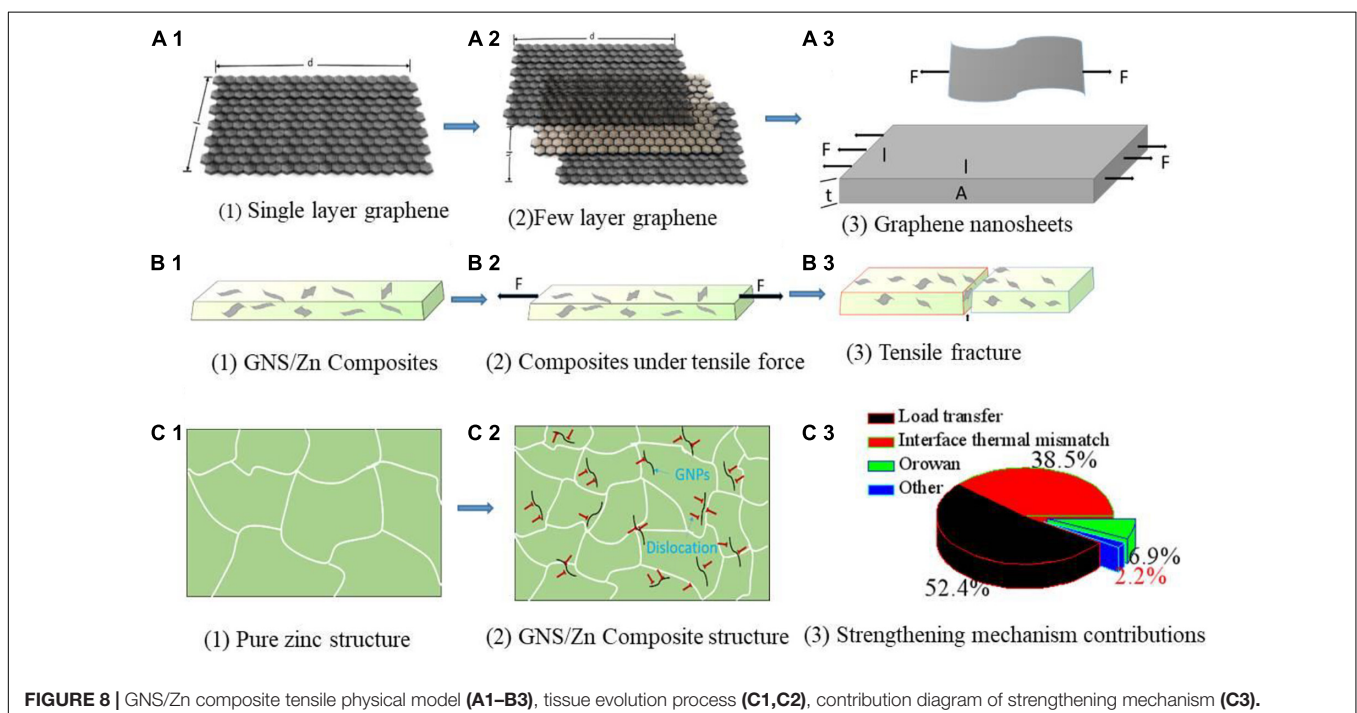 A 1
A 2
A 3
d
d
l
F
F
F
F
l
l
t
A
(1) Single layer graphene
(2)Few layer graphene
(3) Graphene nanosheets
B 1
B 2
B 3
F
F
(1) GNS/Zn Composites
(2) Composites under tensile force
(3) Tensile fracture
C 1
C 2
C 3
GNPs
Dislocation
Load transfer
Interface thermal mismatch
Orowan
Other
38.5%
6.9%
2.2%
52.4%
(1) Pure zinc structure
(2) GNS/Zn Composite structure
(3) Strengthening mechanism contributions
FIGURE 8 | GNS/Zn composite tensile physical model (A1–B3), tissue evolution process (C1,C2), contribution diagram of strengthening mechanism (C3).